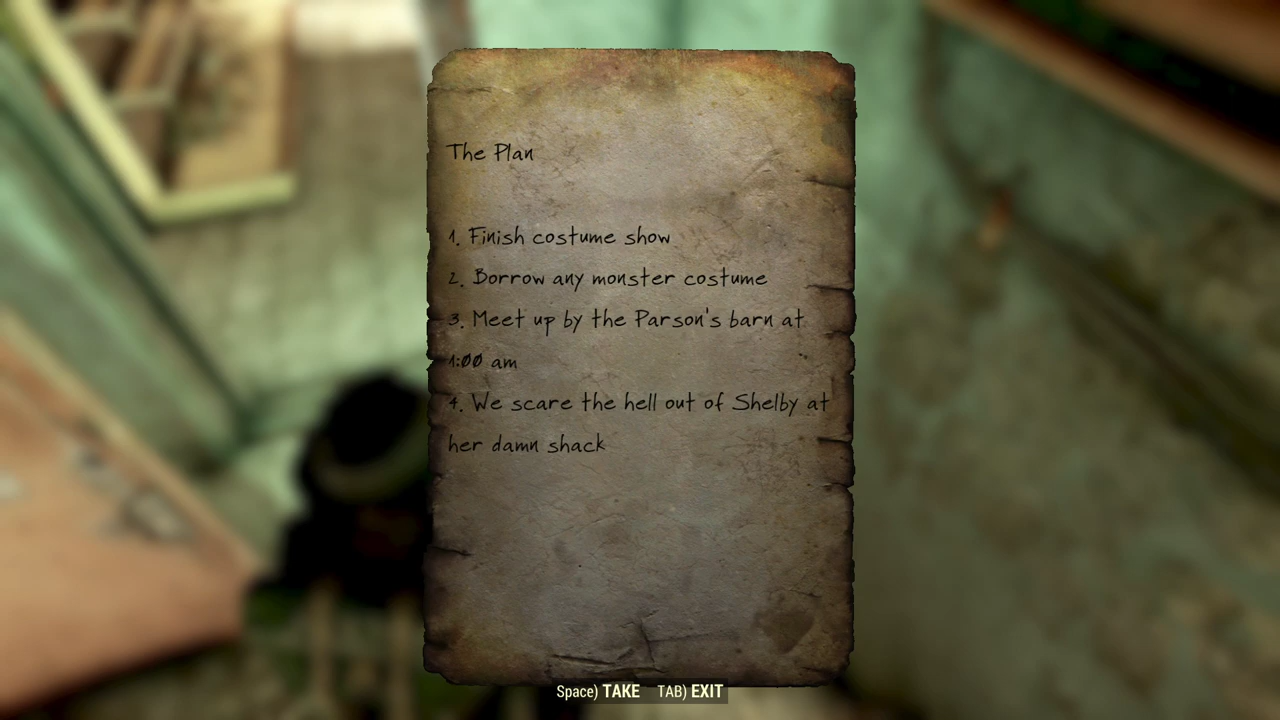 The Plan
1. Finish costume show
2. Borrow any monster costume
3. Meet up by the Parson's barn at
1:00 am
4. We scare the hell out of Shelby at
her damn shack
Space) TAKE TAB) EXIT